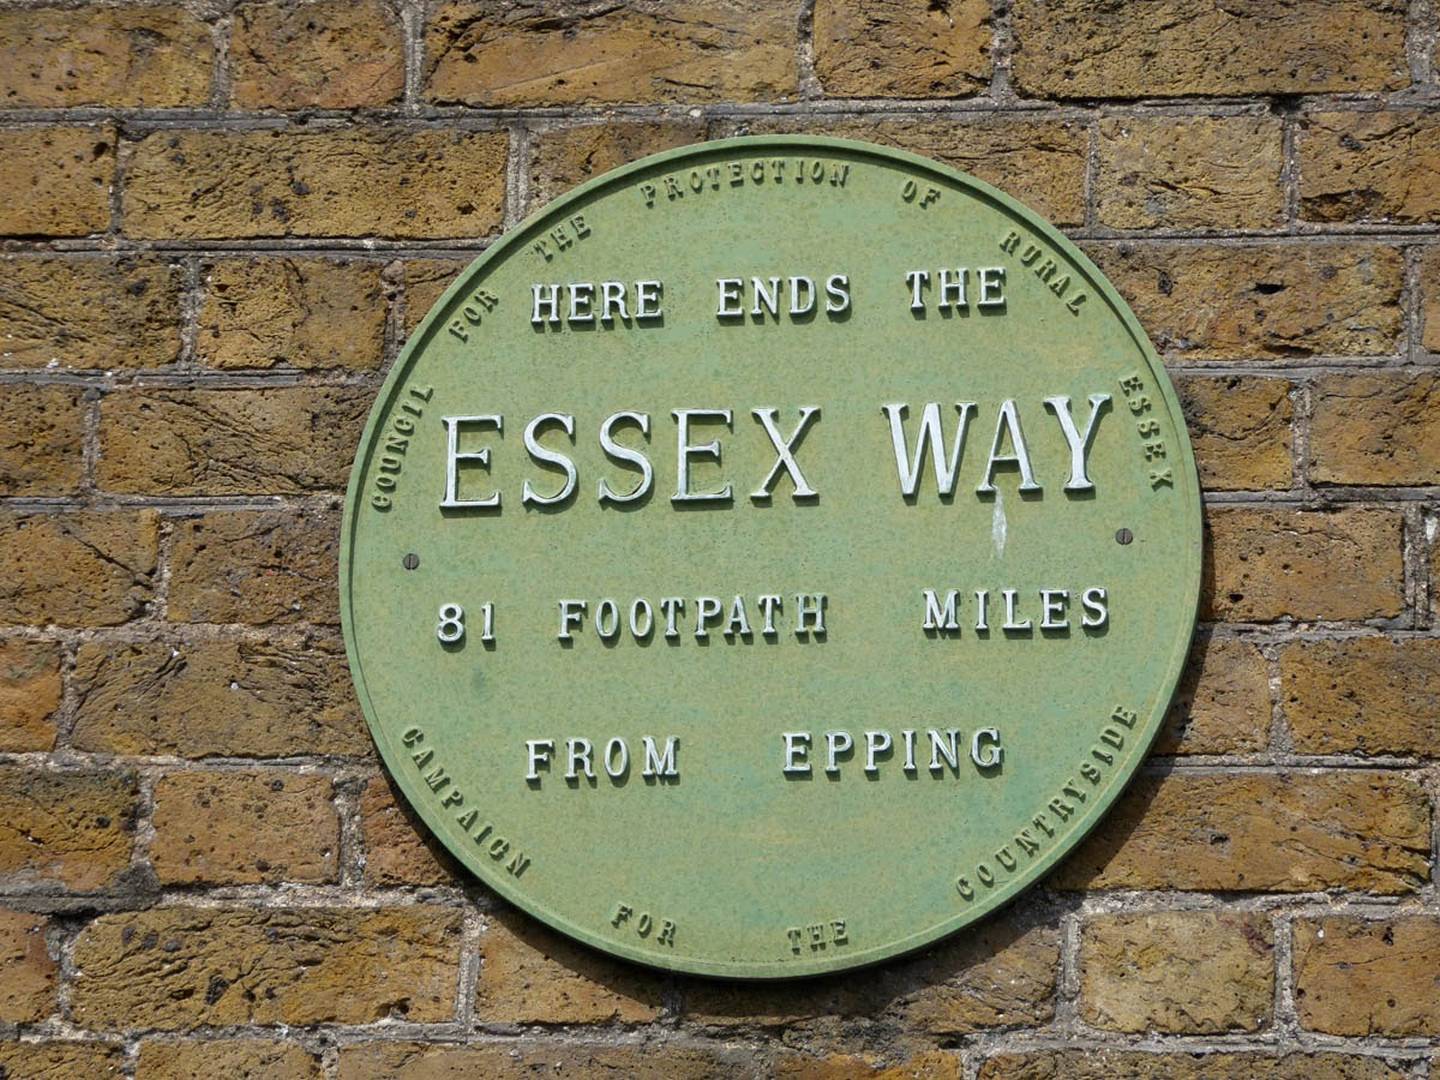 COUNCIL FOR THE PROTECTION OF RURAL ESSEX
HERE ENDS THE
ESSEX WAY
81 FOOTPATH MILES
FROM EPPING
CAMPAIGN FOR THE COUNTRYSIDE